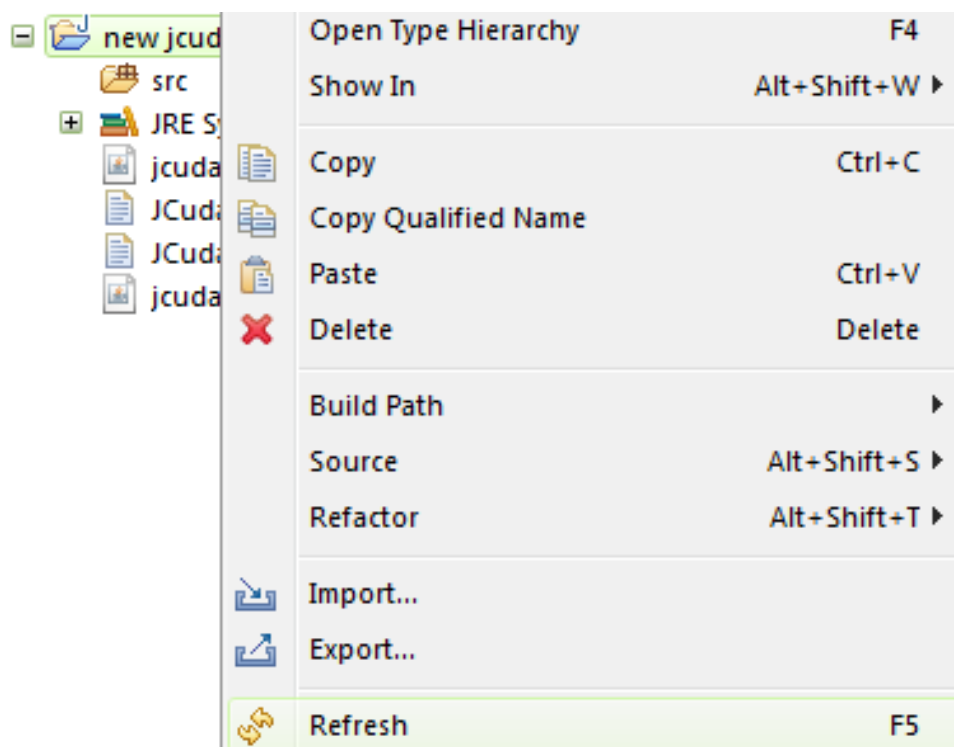 new jcud
src
JRE Sy
jcuda
JCuda
JCuda
jcuda
Open Type Hierarchy F4
Show In Alt+Shift+W
Copy Ctrl+C
Copy Qualified Name
Paste Ctrl+V
Delete Delete
Build Path
Source Alt+Shift+S
Refactor Alt+Shift+T
Import...
Export...
Refresh F5